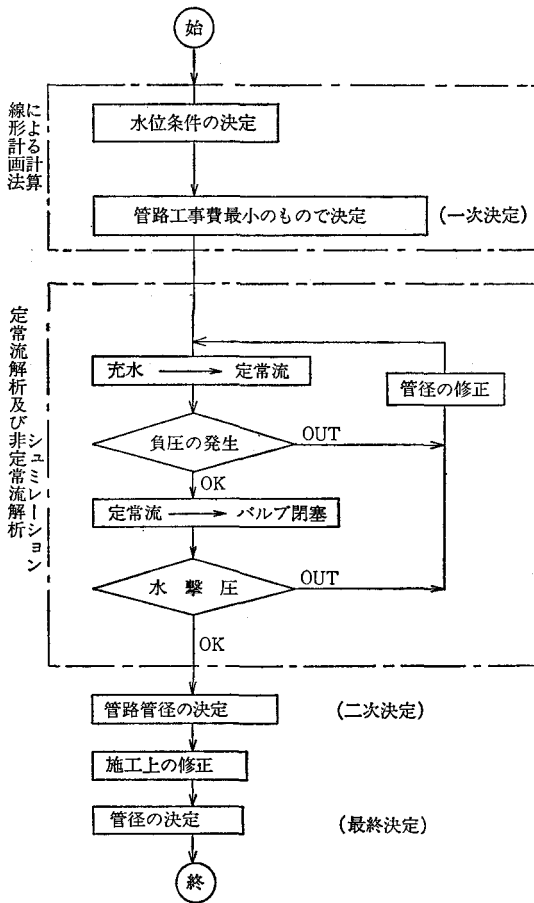 始
線形計画法
による計算
水位条件の決定
管路工事費最小のもので決定
(一次決定)
定常流解析及び非定常流解析
シュミレーション
充水 → 定常流
管径の修正
負圧の発生
OUT
OK
定常流 → バルブ閉塞
水撃圧
OUT
OK
管路管径の決定
(二次決定)
施工上の修正
管径の決定
(最終決定)
終